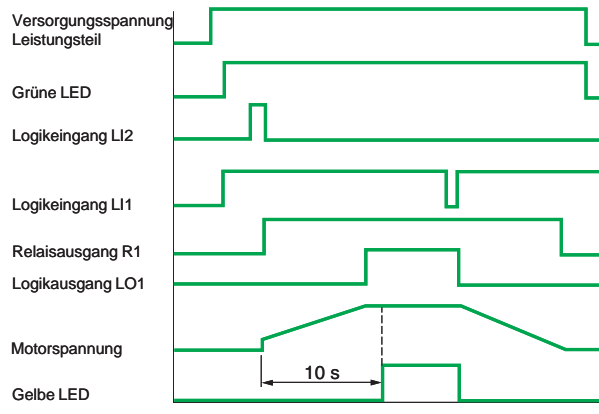 Versorgungsspannung
Leistungsteil
Grüne LED
Logikeingang LI2
Logikeingang LI1
Relaisausgang R1
Logikausgang LO1
Motorspannung
10 s
Gelbe LED